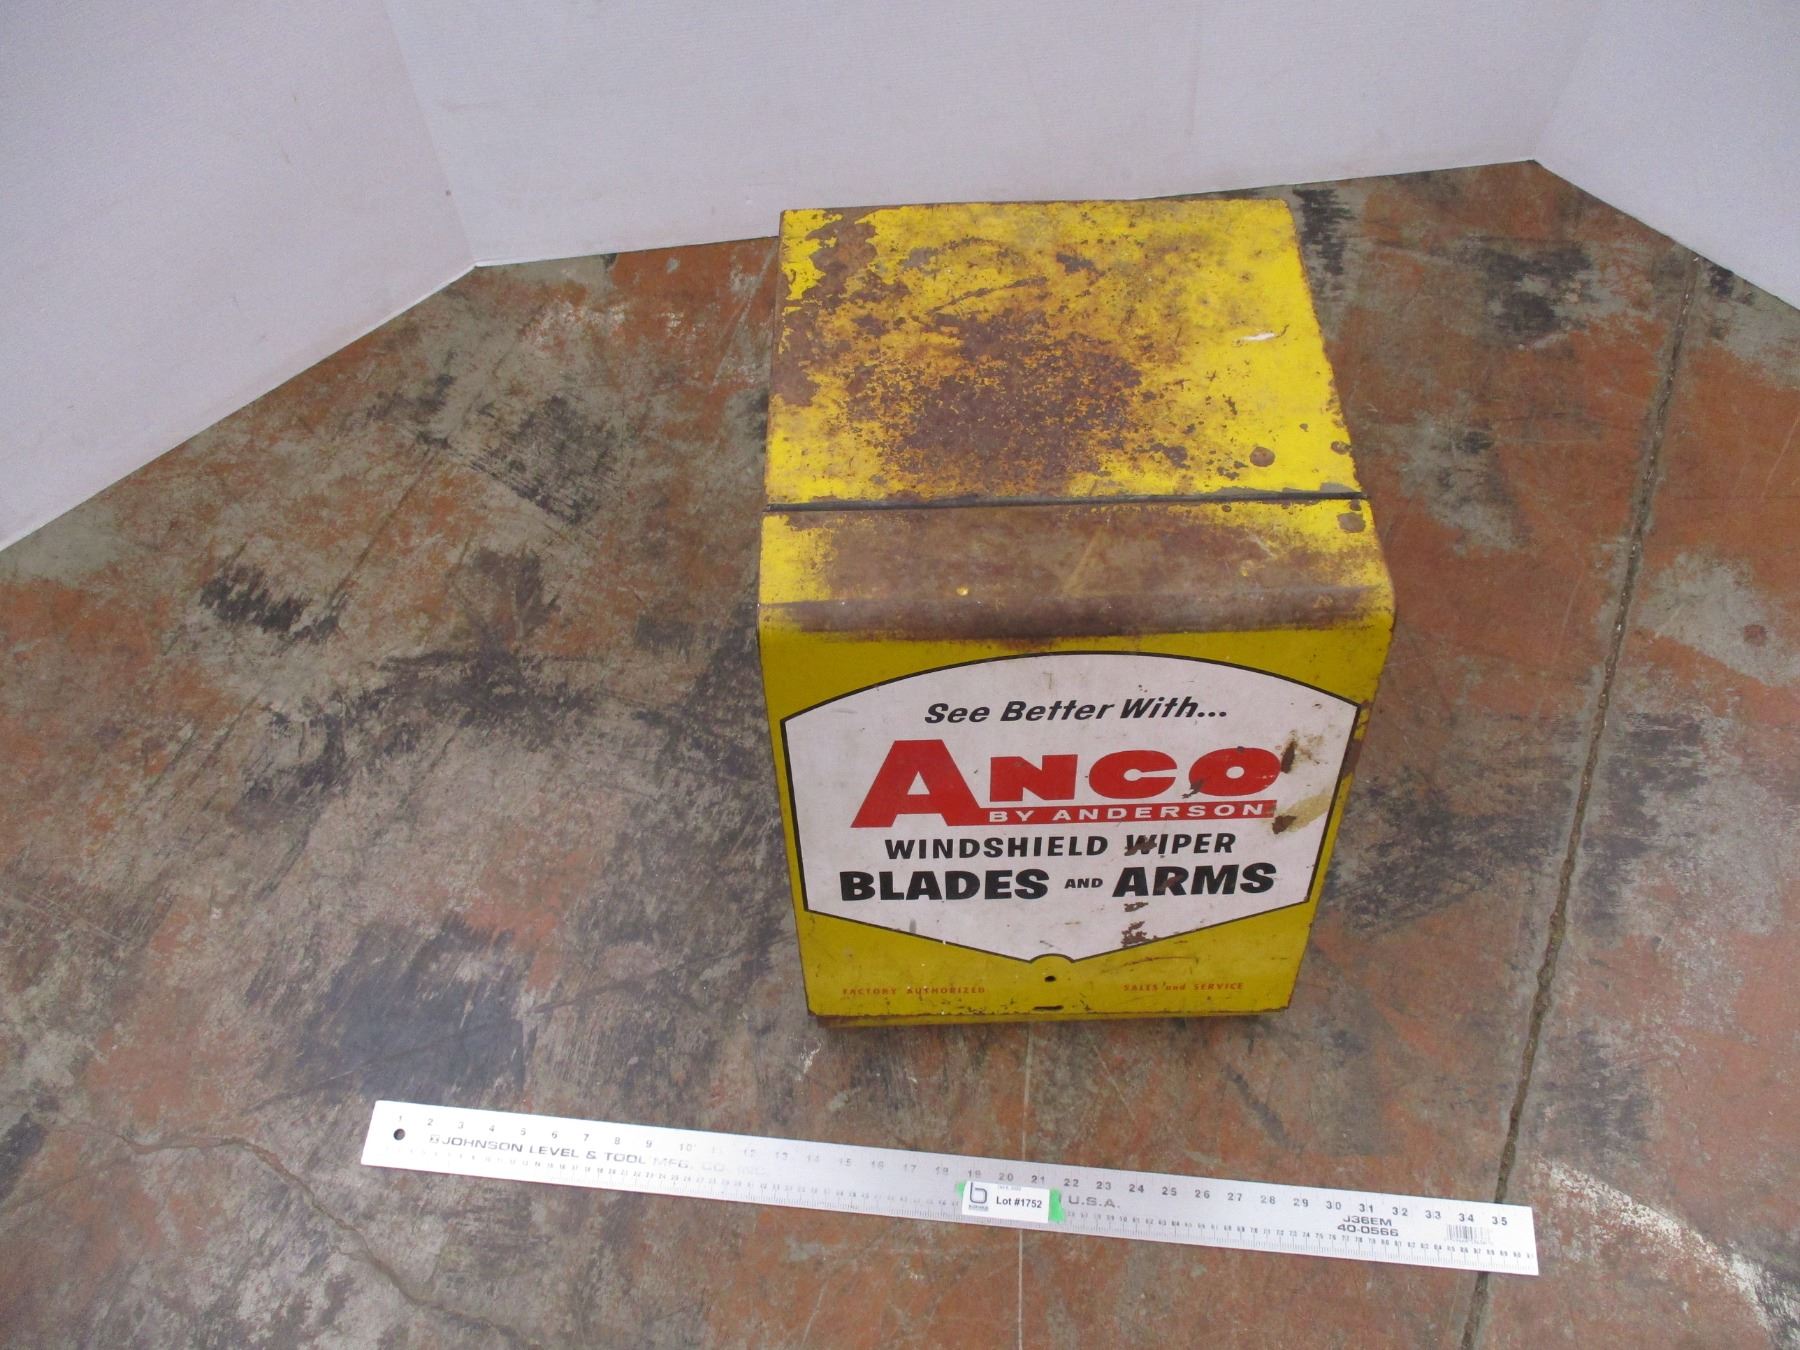 See Better With...
ANCO
BY ANDERSON
WINDSHIELD WIPER
BLADES AND ARMS
FACTORY AUTHORIZED SALES and SERVICE
1 2 3 4 5 6 7 8 9 10 11 12 13 14 15 16 17 18 19 20 21 22 23 24 25 26 27 28 29 30 31 32 33 34 35
JOHNSON LEVEL & TOOL MFG. CO. INC.
U.S.A.
J36EM
40-0566
b
Lot #1752